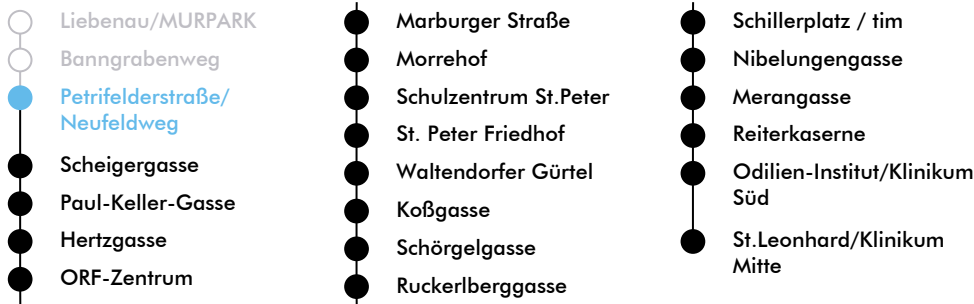 Liebenau/MURPARK
Banngrabenweg
Petrifelderstraße/
Neufeldweg
Scheigergasse
Paul-Keller-Gasse
Hertzgasse
ORF-Zentrum
Marburger Straße
Morrehof
Schulzentrum St.Peter
St. Peter Friedhof
Waltendorfer Gürtel
Koßgasse
Schörgelgasse
Ruckerlberggasse
Schillerplatz / tim
Nibelungengasse
Merangasse
Reiterkaserne
Odilien-Institut/Klinikum
Süd
St.Leonhard/Klinikum
Mitte